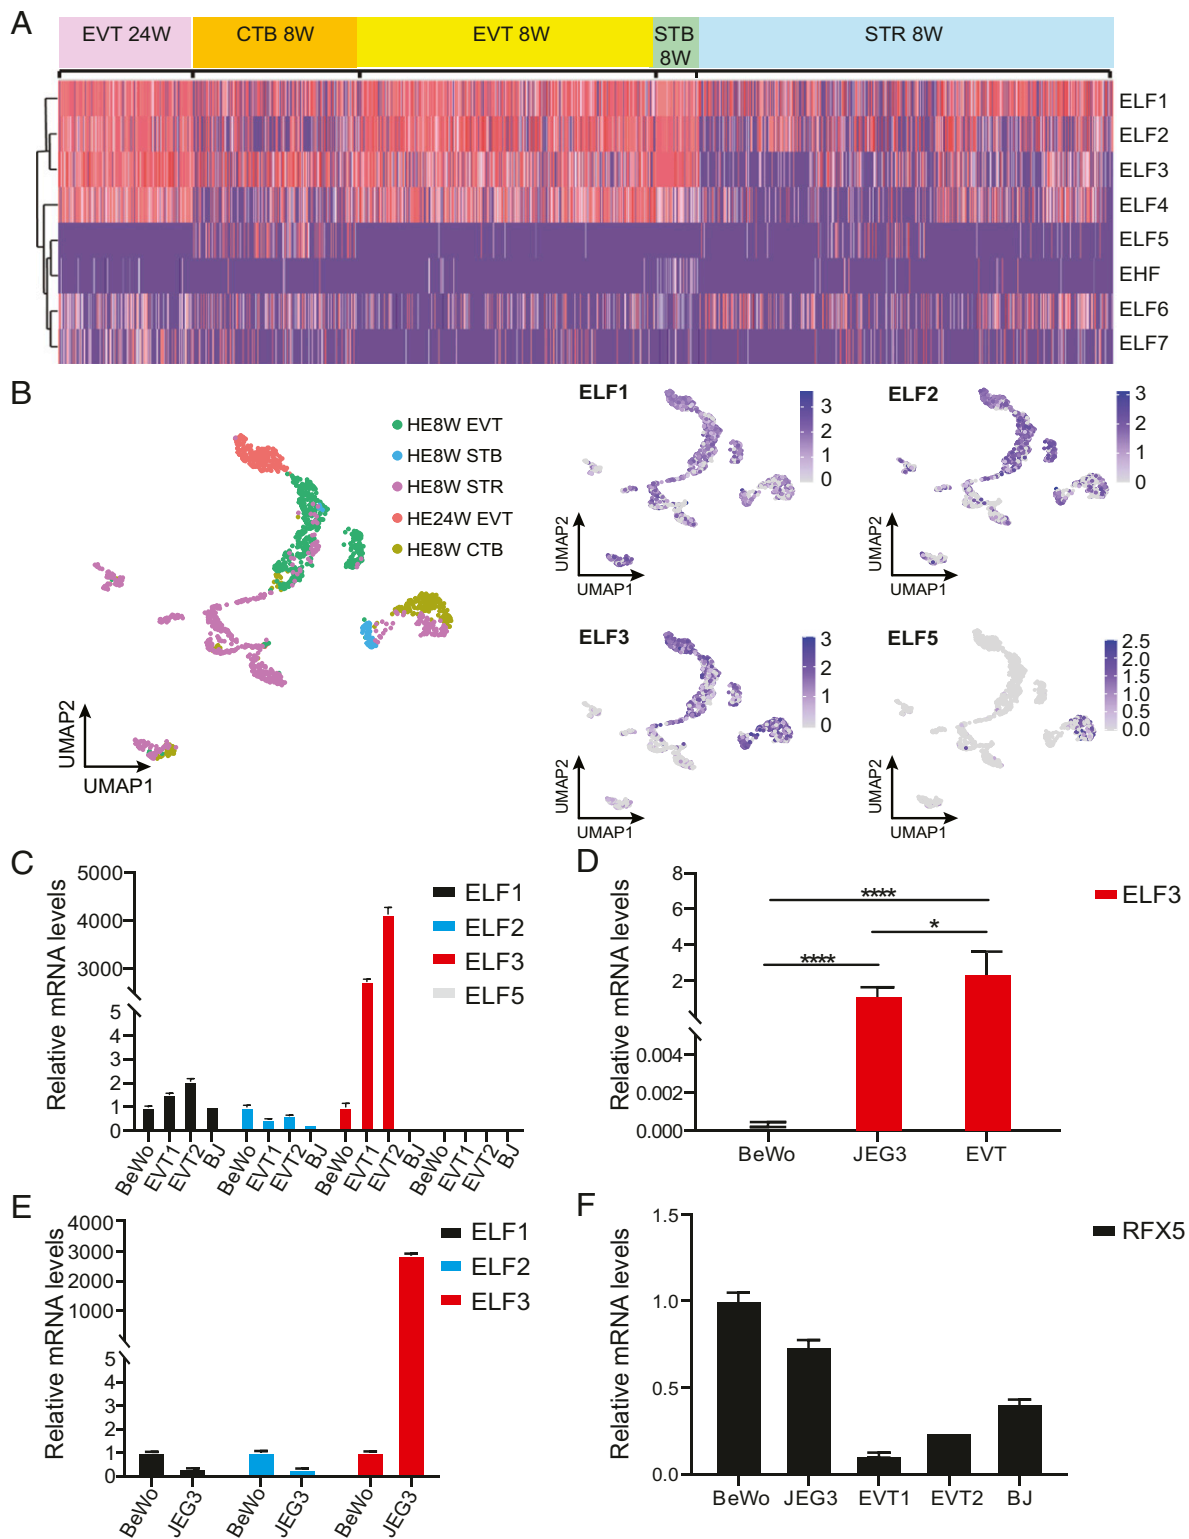 A
EVT 24W
CTB 8W
EVT 8W
STB 8W
STR 8W
ELF1
ELF2
ELF3
ELF4
ELF5
EHF
ELF6
ELF7
B
HE8W EVT
HE8W STB
HE8W STR
HE24W EVT
HE8W CTB
UMAP2
UMAP1
ELF1
3
2
1
0
UMAP2
UMAP1
ELF2
3
2
1
0
UMAP2
UMAP1
ELF3
3
2
1
0
UMAP2
UMAP1
ELF5
2.5
2.0
1.5
1.0
0.5
0.0
UMAP2
UMAP1
C
Relative mRNA levels
5000
4000
3000
5
4
3
2
1
0
BeWo
EVT1
EVT2
BJ
BeWo
EVT1
EVT2
BJ
BeWo
EVT1
EVT2
BJ
BeWo
EVT1
EVT2
BJ
ELF1
ELF2
ELF3
ELF5
D
Relative mRNA levels
8
6
4
2
0.004
0.002
0.000
****
*
****
BeWo
JEG3
EVT
ELF3
E
Relative mRNA levels
4000
3000
2000
1000
5
4
3
2
1
0
BeWo
JEG3
BeWo
JEG3
BeWo
JEG3
ELF1
ELF2
ELF3
F
Relative mRNA levels
1.5
1.0
0.5
0.0
BeWo
JEG3
EVT1
EVT2
BJ
RFX5